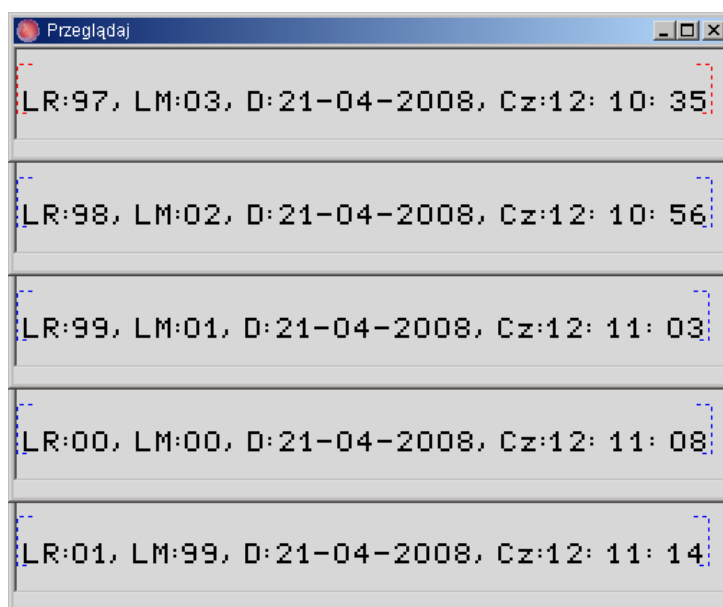 Przeglądaj
LR:97, LM:03, D:21-04-2008, Cz:12: 10: 35
LR:98, LM:02, D:21-04-2008, Cz:12: 10: 56
LR:99, LM:01, D:21-04-2008, Cz:12: 11: 03
LR:00, LM:00, D:21-04-2008, Cz:12: 11: 08
LR:01, LM:99, D:21-04-2008, Cz:12: 11: 14